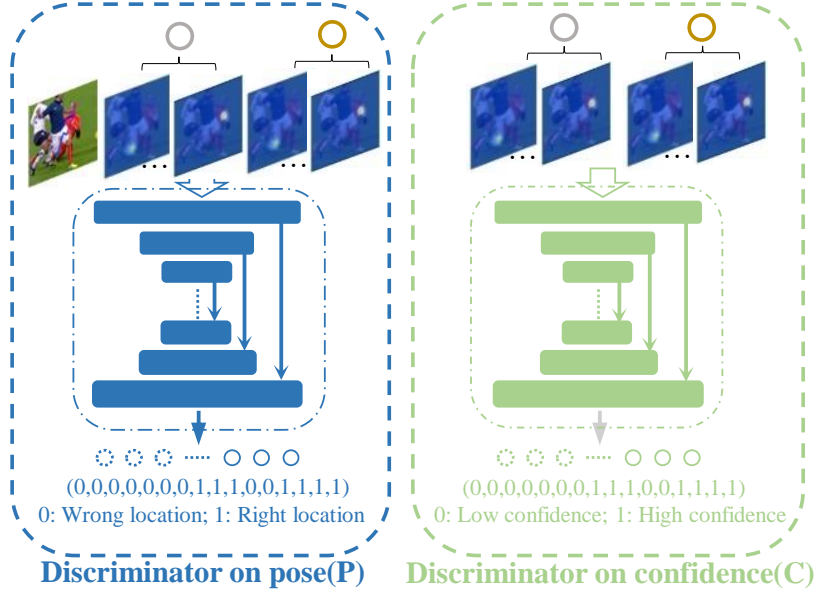 (0,0,0,0,0,0,0,1,1,1,0,0,1,1,1,1)
0: Wrong location; 1: Right location
Discriminator on pose(P)
(0,0,0,0,0,0,0,1,1,1,0,0,1,1,1,1)
0: Low confidence; 1: High confidence
Discriminator on confidence(C)